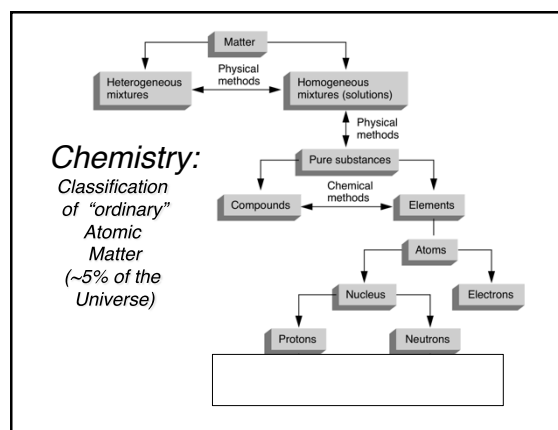 Matter
Heterogeneous
mixtures
Physical
methods
Homogeneous
mixtures (solutions)
Physical
methods
Chemistry:
Classification
of “ordinary”
Atomic
Matter
(~5% of the
Universe)
Pure substances
Compounds
Chemical
methods
Elements
Atoms
Nucleus
Electrons
Protons
Neutrons